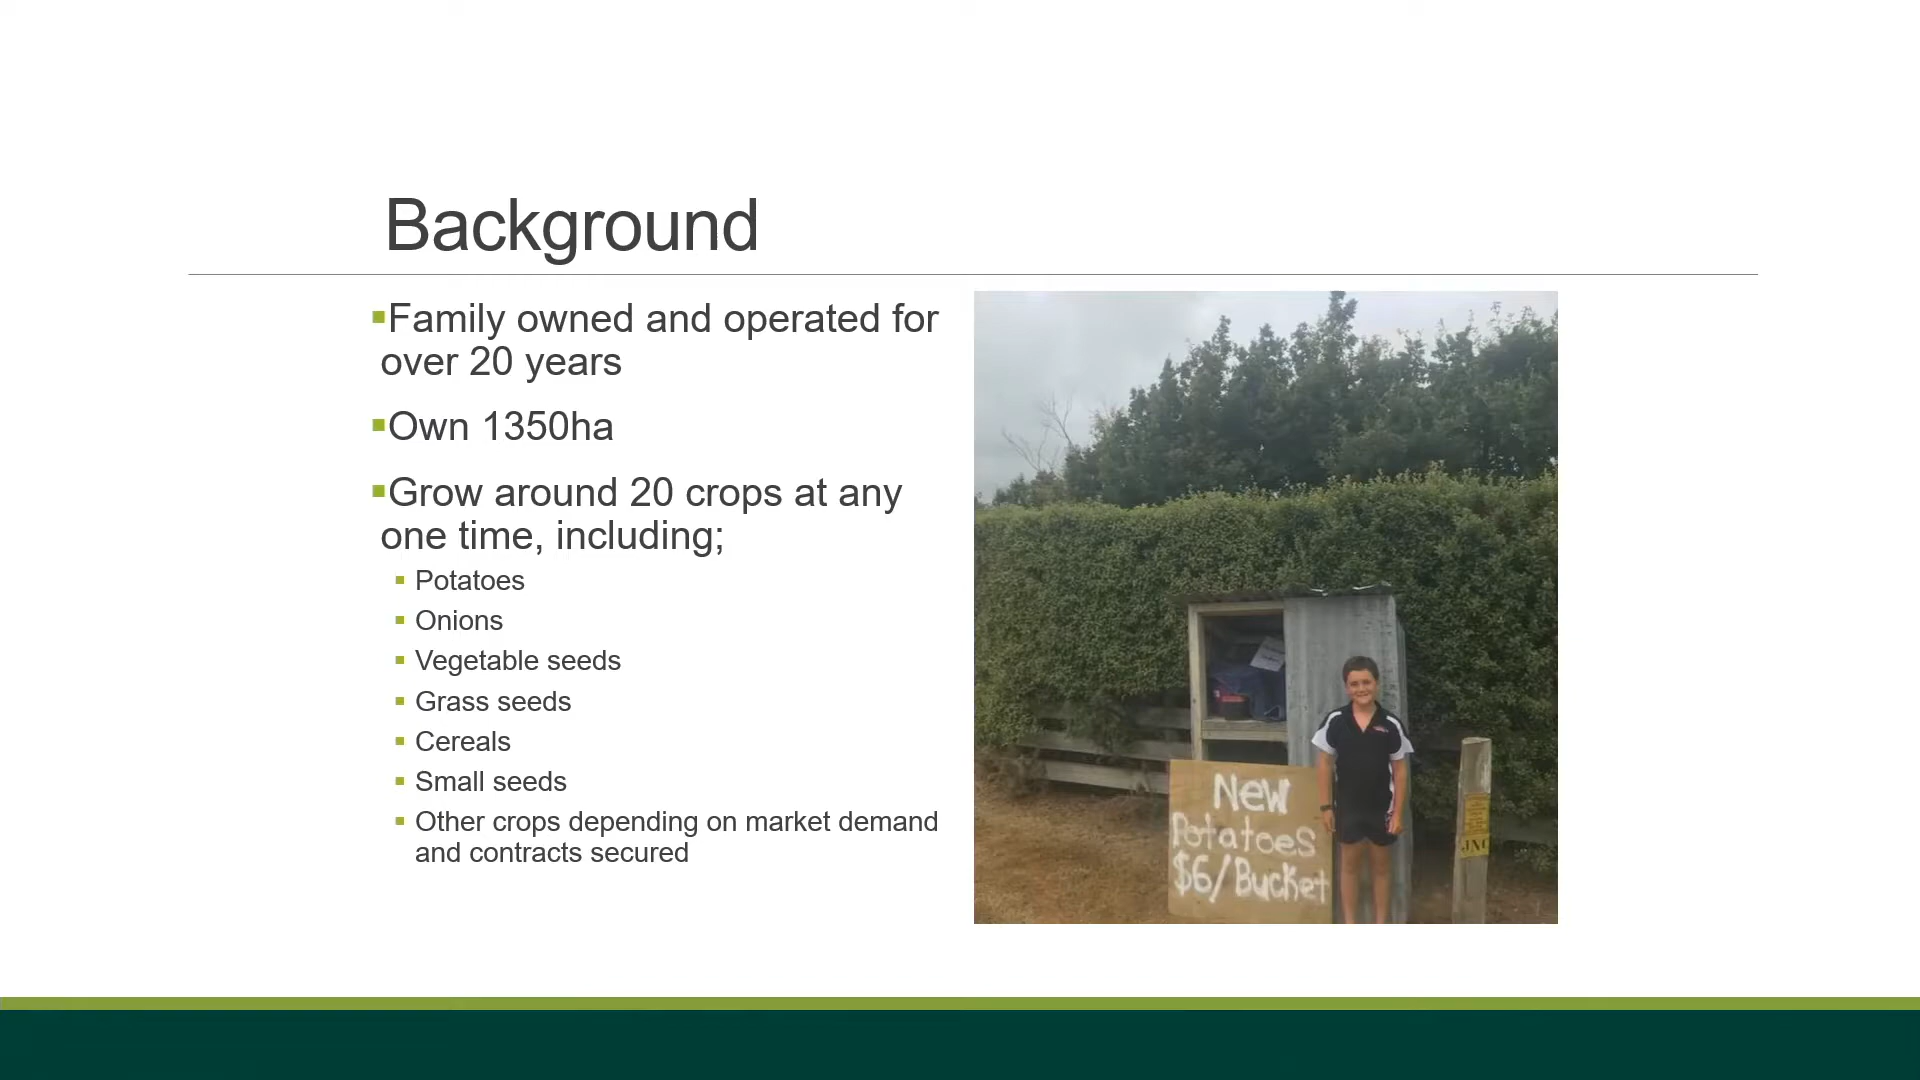 Background
Family owned and operated for
over 20 years
Own 1350ha
Grow around 20 crops at any
one time, including;
Potatoes
Onions
Vegetable seeds
Grass seeds
Cereals
Small seeds
Other crops depending on market demand
and contracts secured
New
Potatoes
$6/Bucket